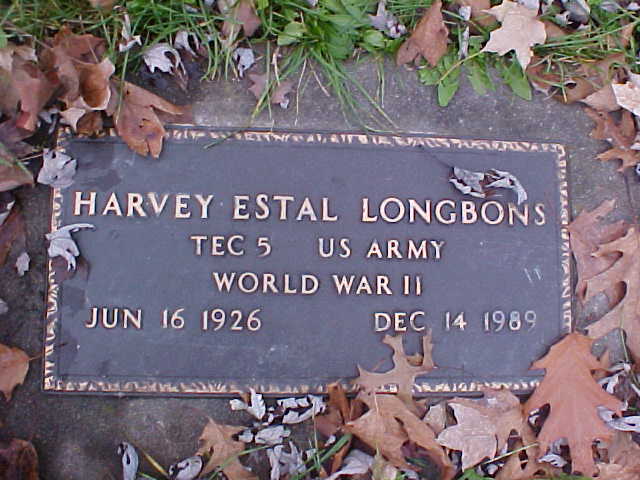 HARVEY ESTAL LONGBONS
TEC 5 US ARMY
WORLD WAR II
JUN 16 1926 DEC 14 1989